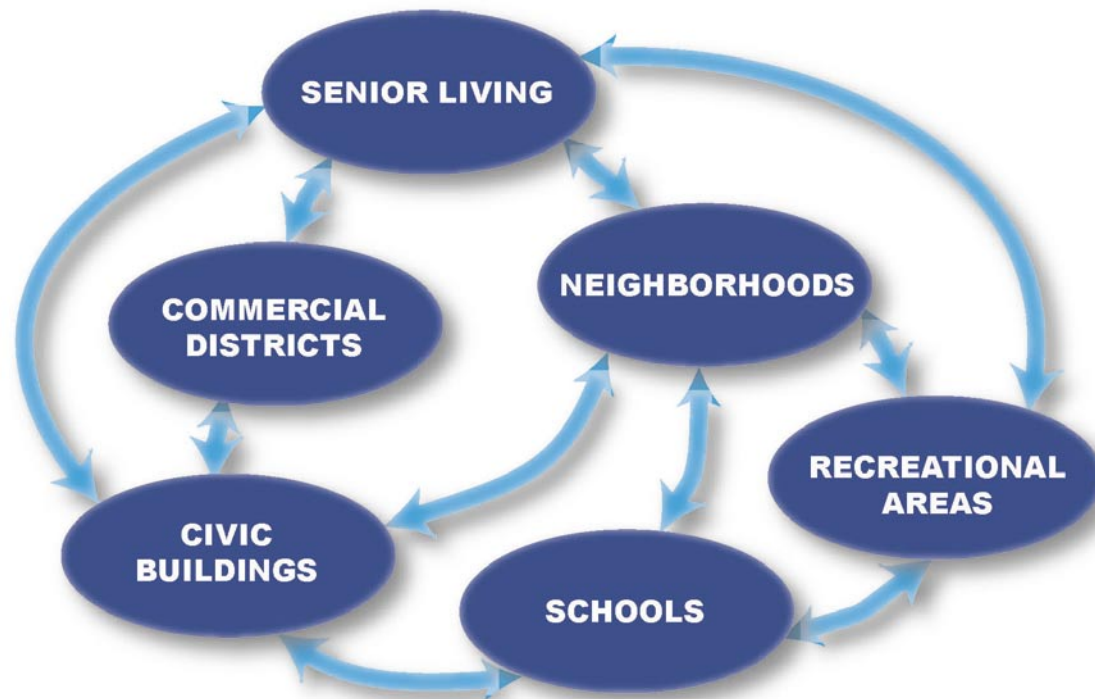 SENIOR LIVING
COMMERCIAL
DISTRICTS
NEIGHBORHOODS
RECREATIONAL
AREAS
CIVIC
BUILDINGS
SCHOOLS